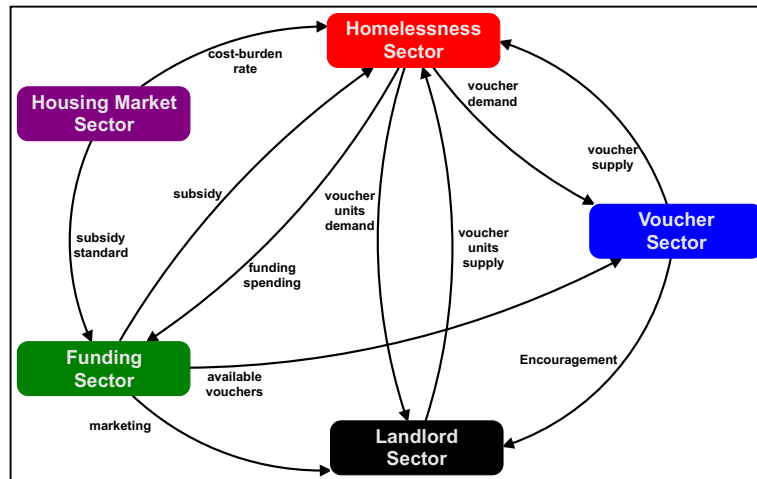 Homelessness
Sector
cost-burden
rate
voucher
demand
Housing Market
Sector
voucher
supply
subsidy
voucher
units
demand
voucher
units
supply
Voucher
Sector
subsidy
standard
funding
spending
Funding
Sector
available
vouchers
Encouragement
marketing
Landlord
Sector